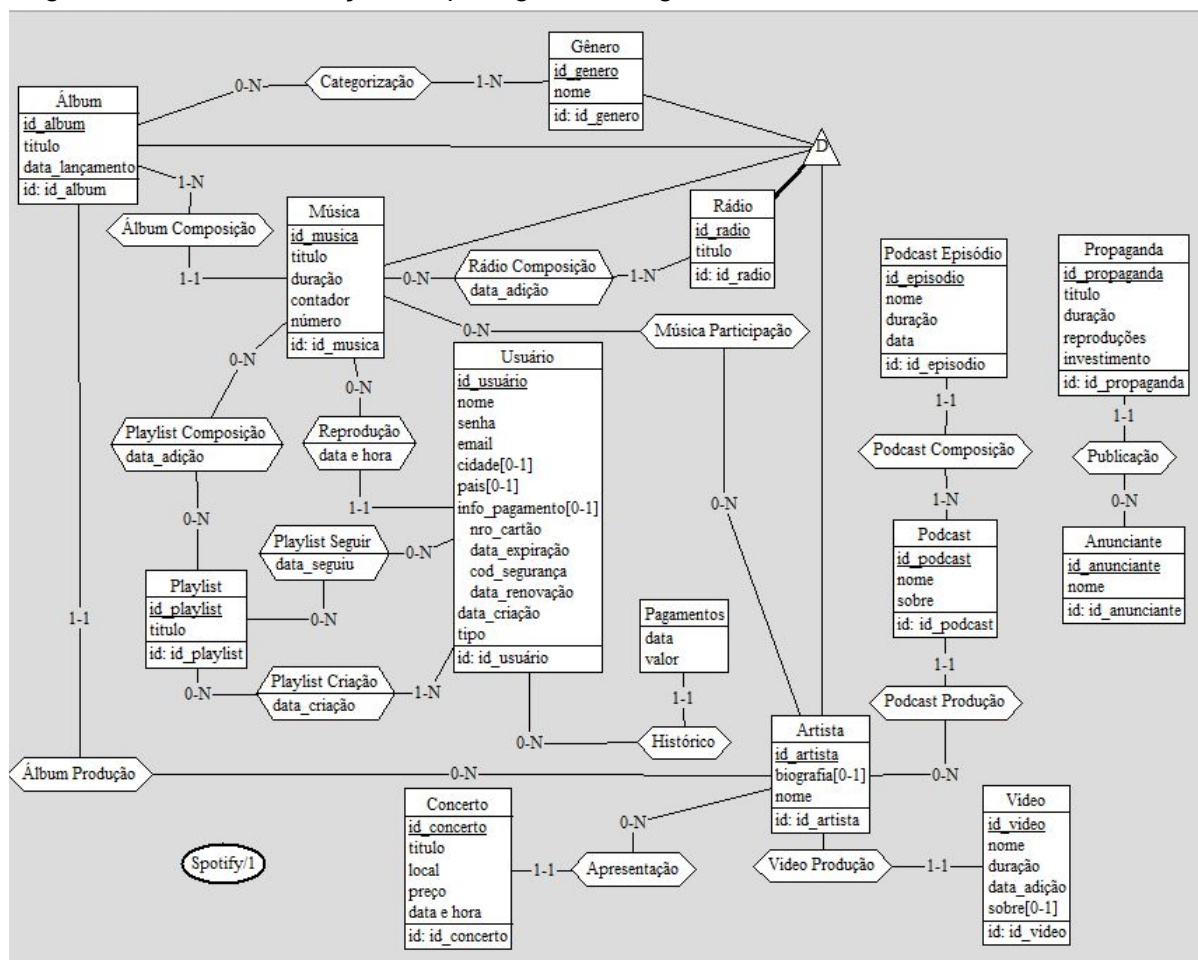 Gênero
id_genero
nome
id: id_genero
0-N
Categorização
1-N
Álbum
id_album
titulo
data_lançamento
id: id_album
D
1-N
Álbum Composição
1-1
Música
id_musica
titulo
duração
contador
número
id: id_musica
0-N
Rádio Composição
data_adição
1-N
Rádio
id_radio
titulo
id: id_radio
0-N
Música Participação
0-N
Podcast Episódio
id_episodio
nome
duração
data
id: id_episodio
1-1
Podcast Composição
1-N
Podcast
id_podcast
nome
sobre
id: id_podcast
1-1
Podcast Produção
0-N
Propaganda
id_propaganda
titulo
duração
reproduções
investimento
id: id_propaganda
1-1
Publicação
0-N
Anunciante
id_anunciante
nome
id: id_anunciante
0-N
Playlist Composição
data_adição
0-N
0-N
Reprodução
data e hora
1-1
Usuário
id_usuário
nome
senha
email
cidade[0-1]
pais[0-1]
info_pagamento[0-1]
nro_cartão
data_expiração
cod_segurança
data_renovação
data_criação
tipo
id: id_usuário
Playlist Seguir
data_seguiu
0-N
0-N
Playlist
id_playlist
titulo
id: id_playlist
0-N
Playlist Criação
data_criação
1-N
Pagamentos
data
valor
1-1
0-N
Histórico
1-1
Álbum Produção
0-N
Artista
id_artista
biografia[0-1]
nome
id: id_artista
Concerto
id_concerto
titulo
local
preço
data e hora
id: id_concerto
0-N
1-1
Apresentação
Video Produção
1-1
Video
id_video
nome
duração
data_adição
sobre[0-1]
id: id_video
Spotify/1